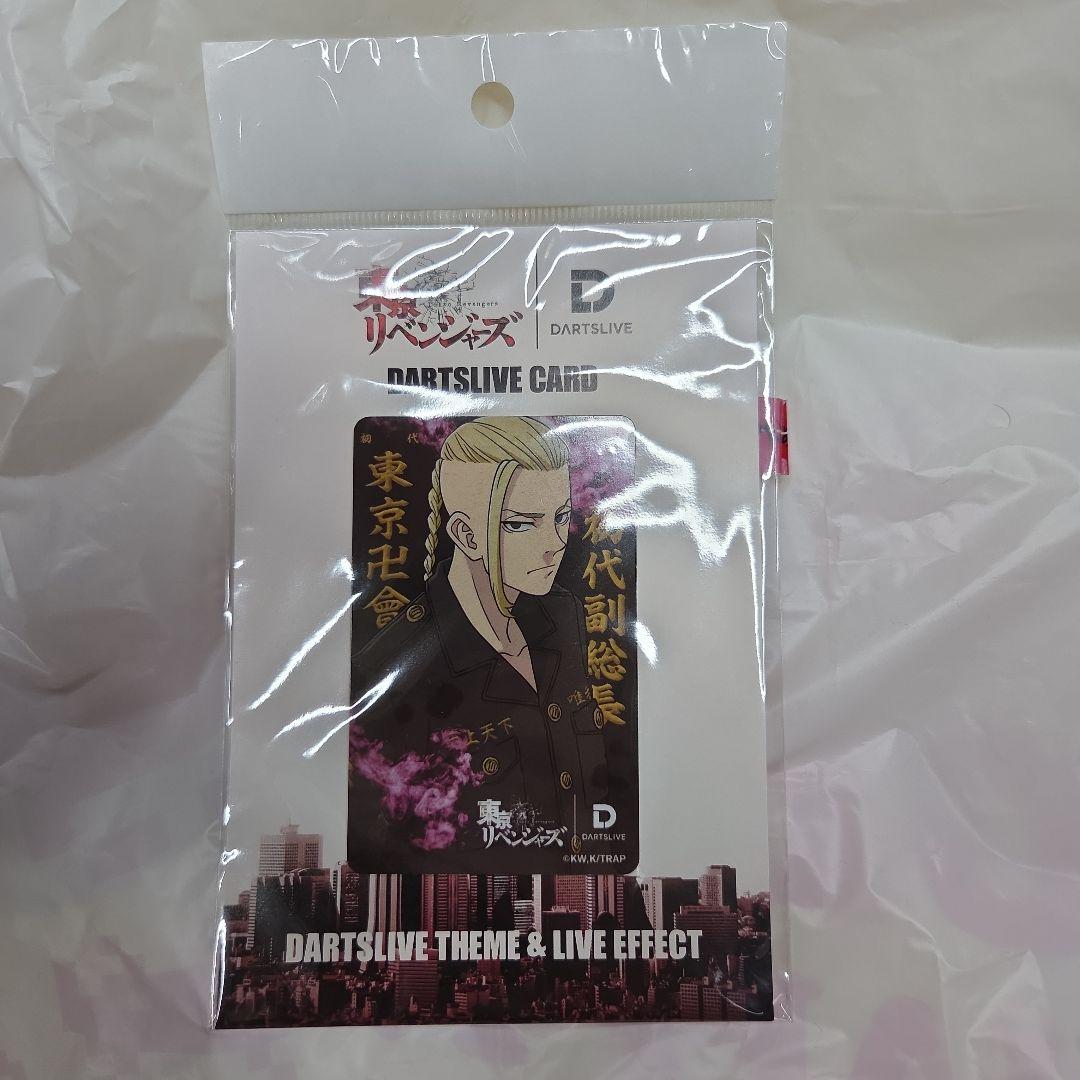 東京
Tokyo Revengers
リベンジャーズ
D
DARTSLIVE
DARTSLIVE CARD
初代
東京卍會
初代副総長
上天下
唯
東京
リベンジャーズ
D
DARTSLIVE
©KW,K/TRAP
DARTSLIVE THEME & LIVE EFFECT